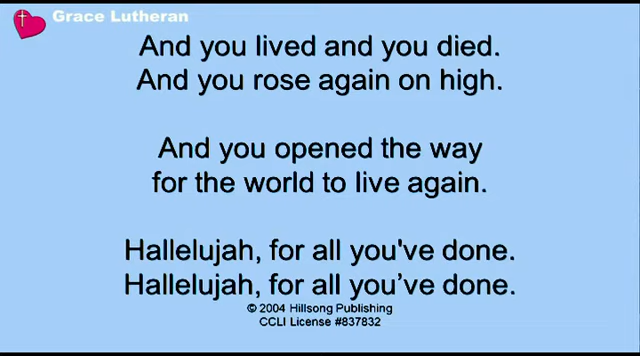 Grace Lutheran
And you lived and you died.
And you rose again on high.
And you opened the way
for the world to live again.
Hallelujah, for all you've done.
Hallelujah, for all you’ve done.
© 2004 Hillsong Publishing
CCLI License #837832